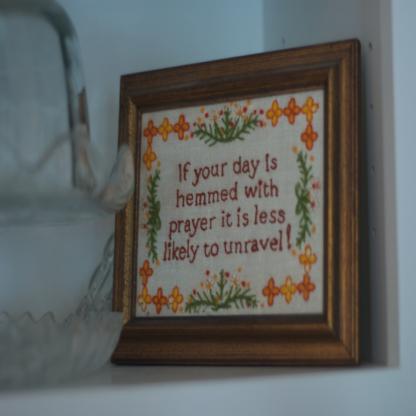 If your day is
hemmed with
prayer it is less
likely to unravel!